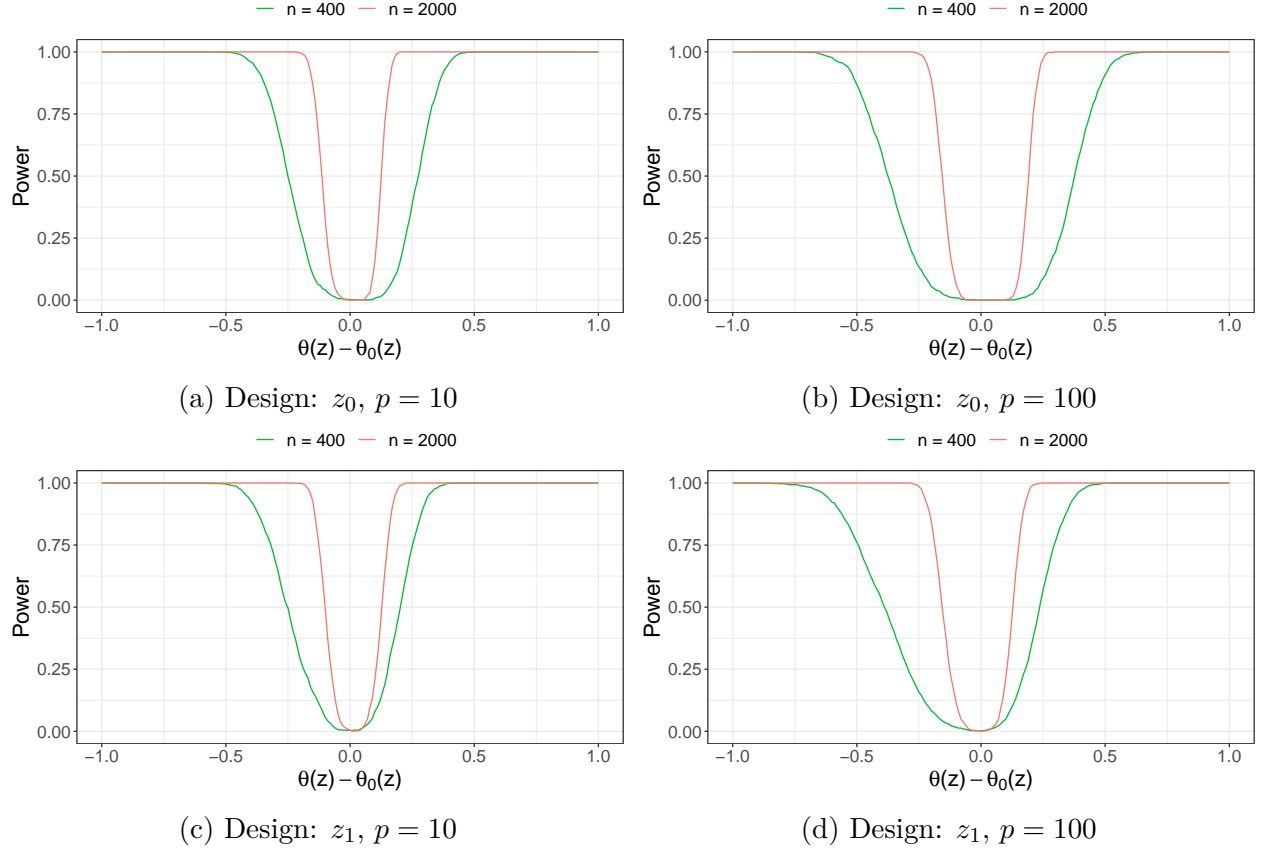 n = 400 n = 2000
1.00
0.75
0.50
0.25
0.00
Power
−1.0 −0.5 0.0 0.5 1.0
θ(z) − θ₀(z)
(a) Design: z₀, p = 10
n = 400 n = 2000
1.00
0.75
0.50
0.25
0.00
Power
−1.0 −0.5 0.0 0.5 1.0
θ(z) − θ₀(z)
(b) Design: z₀, p = 100
n = 400 n = 2000
1.00
0.75
0.50
0.25
0.00
Power
−1.0 −0.5 0.0 0.5 1.0
θ(z) − θ₀(z)
(c) Design: z₁, p = 10
n = 400 n = 2000
1.00
0.75
0.50
0.25
0.00
Power
−1.0 −0.5 0.0 0.5 1.0
θ(z) − θ₀(z)
(d) Design: z₁, p = 100